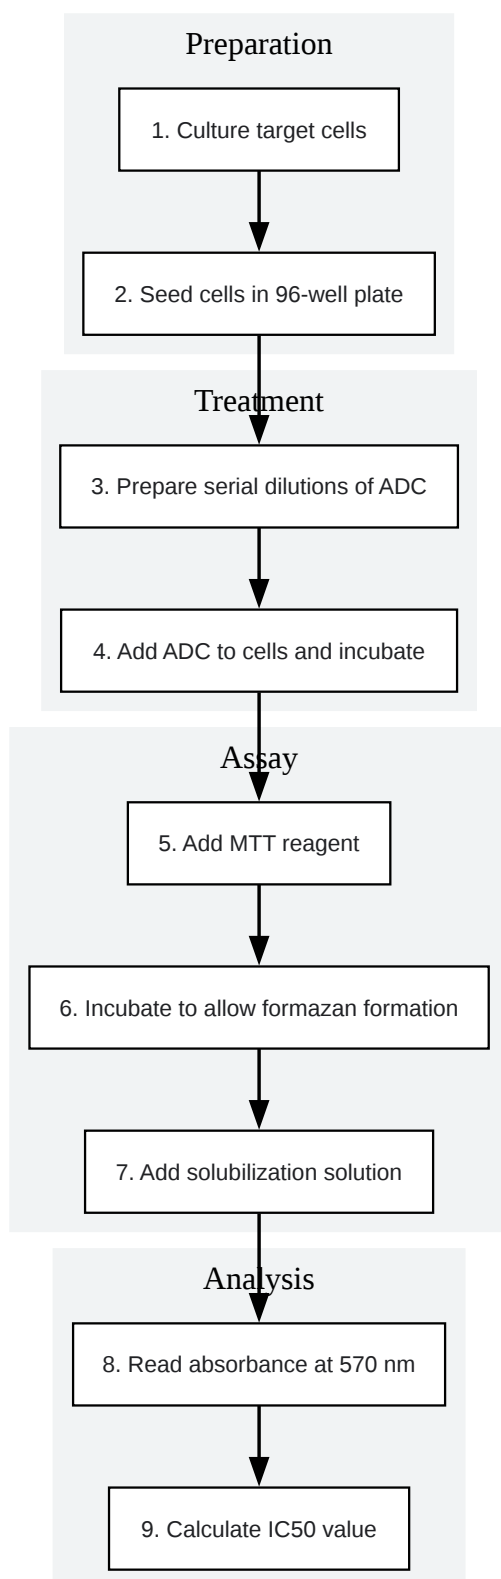 Preparation
1. Culture target cells
2. Seed cells in 96-well plate
Treatment
3. Prepare serial dilutions of ADC
4. Add ADC to cells and incubate
Assay
5. Add MTT reagent
6. Incubate to allow formazan formation
7. Add solubilization solution
Analysis
8. Read absorbance at 570 nm
9. Calculate IC50 value